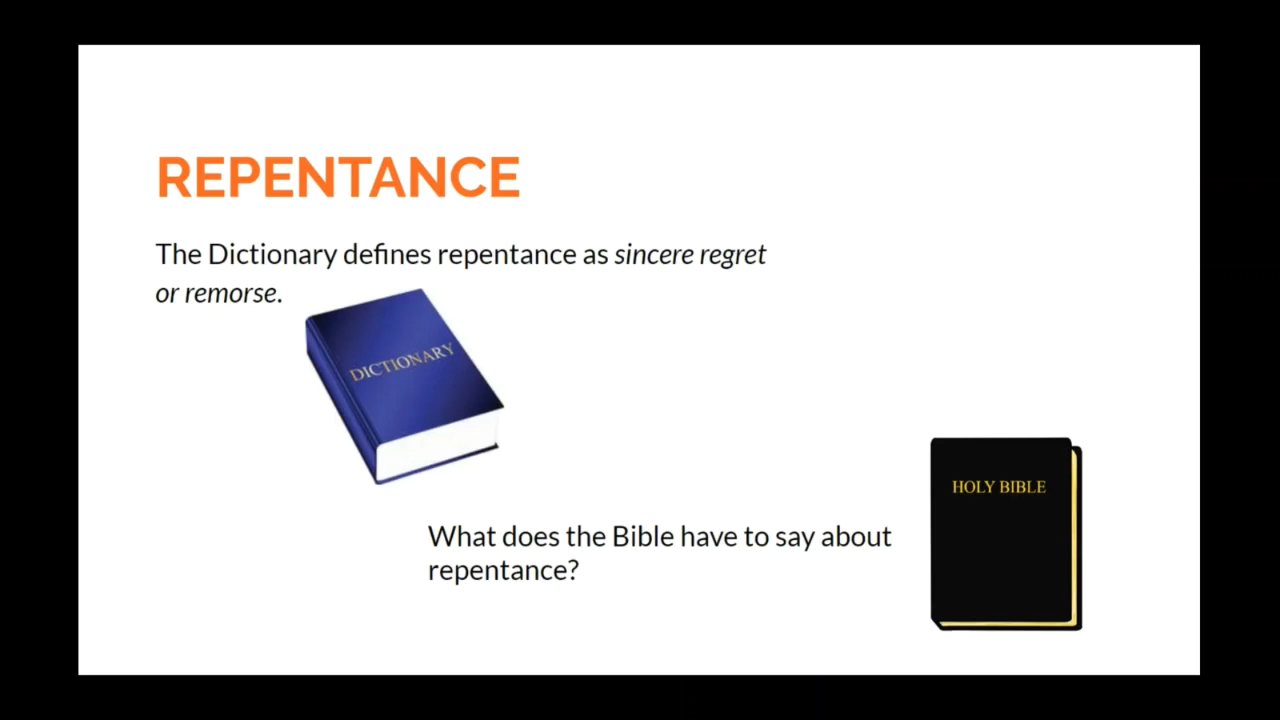 REPENTANCE
The Dictionary defines repentance as sincere regret
or remorse.
DICTIONARY
HOLY BIBLE
What does the Bible have to say about
repentance?